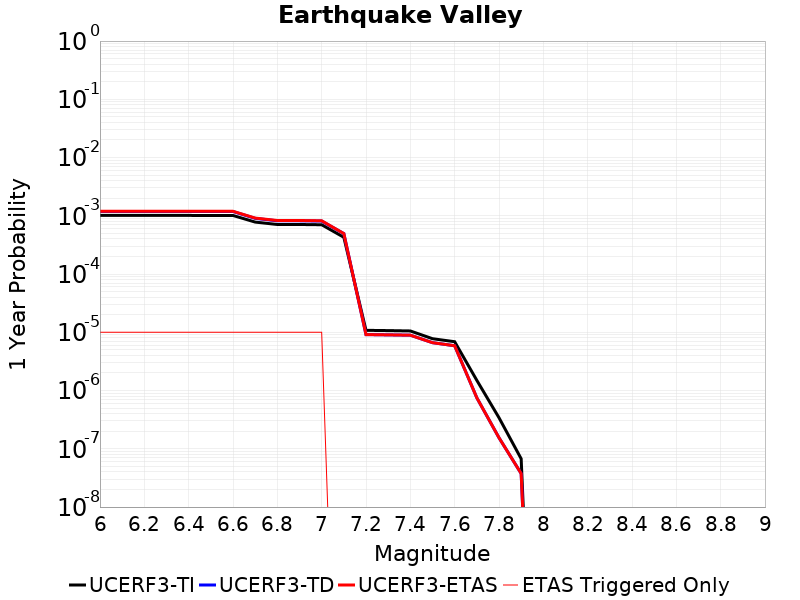 Earthquake Valley
1 Year Probability
10^0
10^-1
10^-2
10^-3
10^-4
10^-5
10^-6
10^-7
10^-8
6 6.2 6.4 6.6 6.8 7 7.2 7.4 7.6 7.8 8 8.2 8.4 8.6 8.8 9
Magnitude
UCERF3-TI UCERF3-TD UCERF3-ETAS ETAS Triggered Only